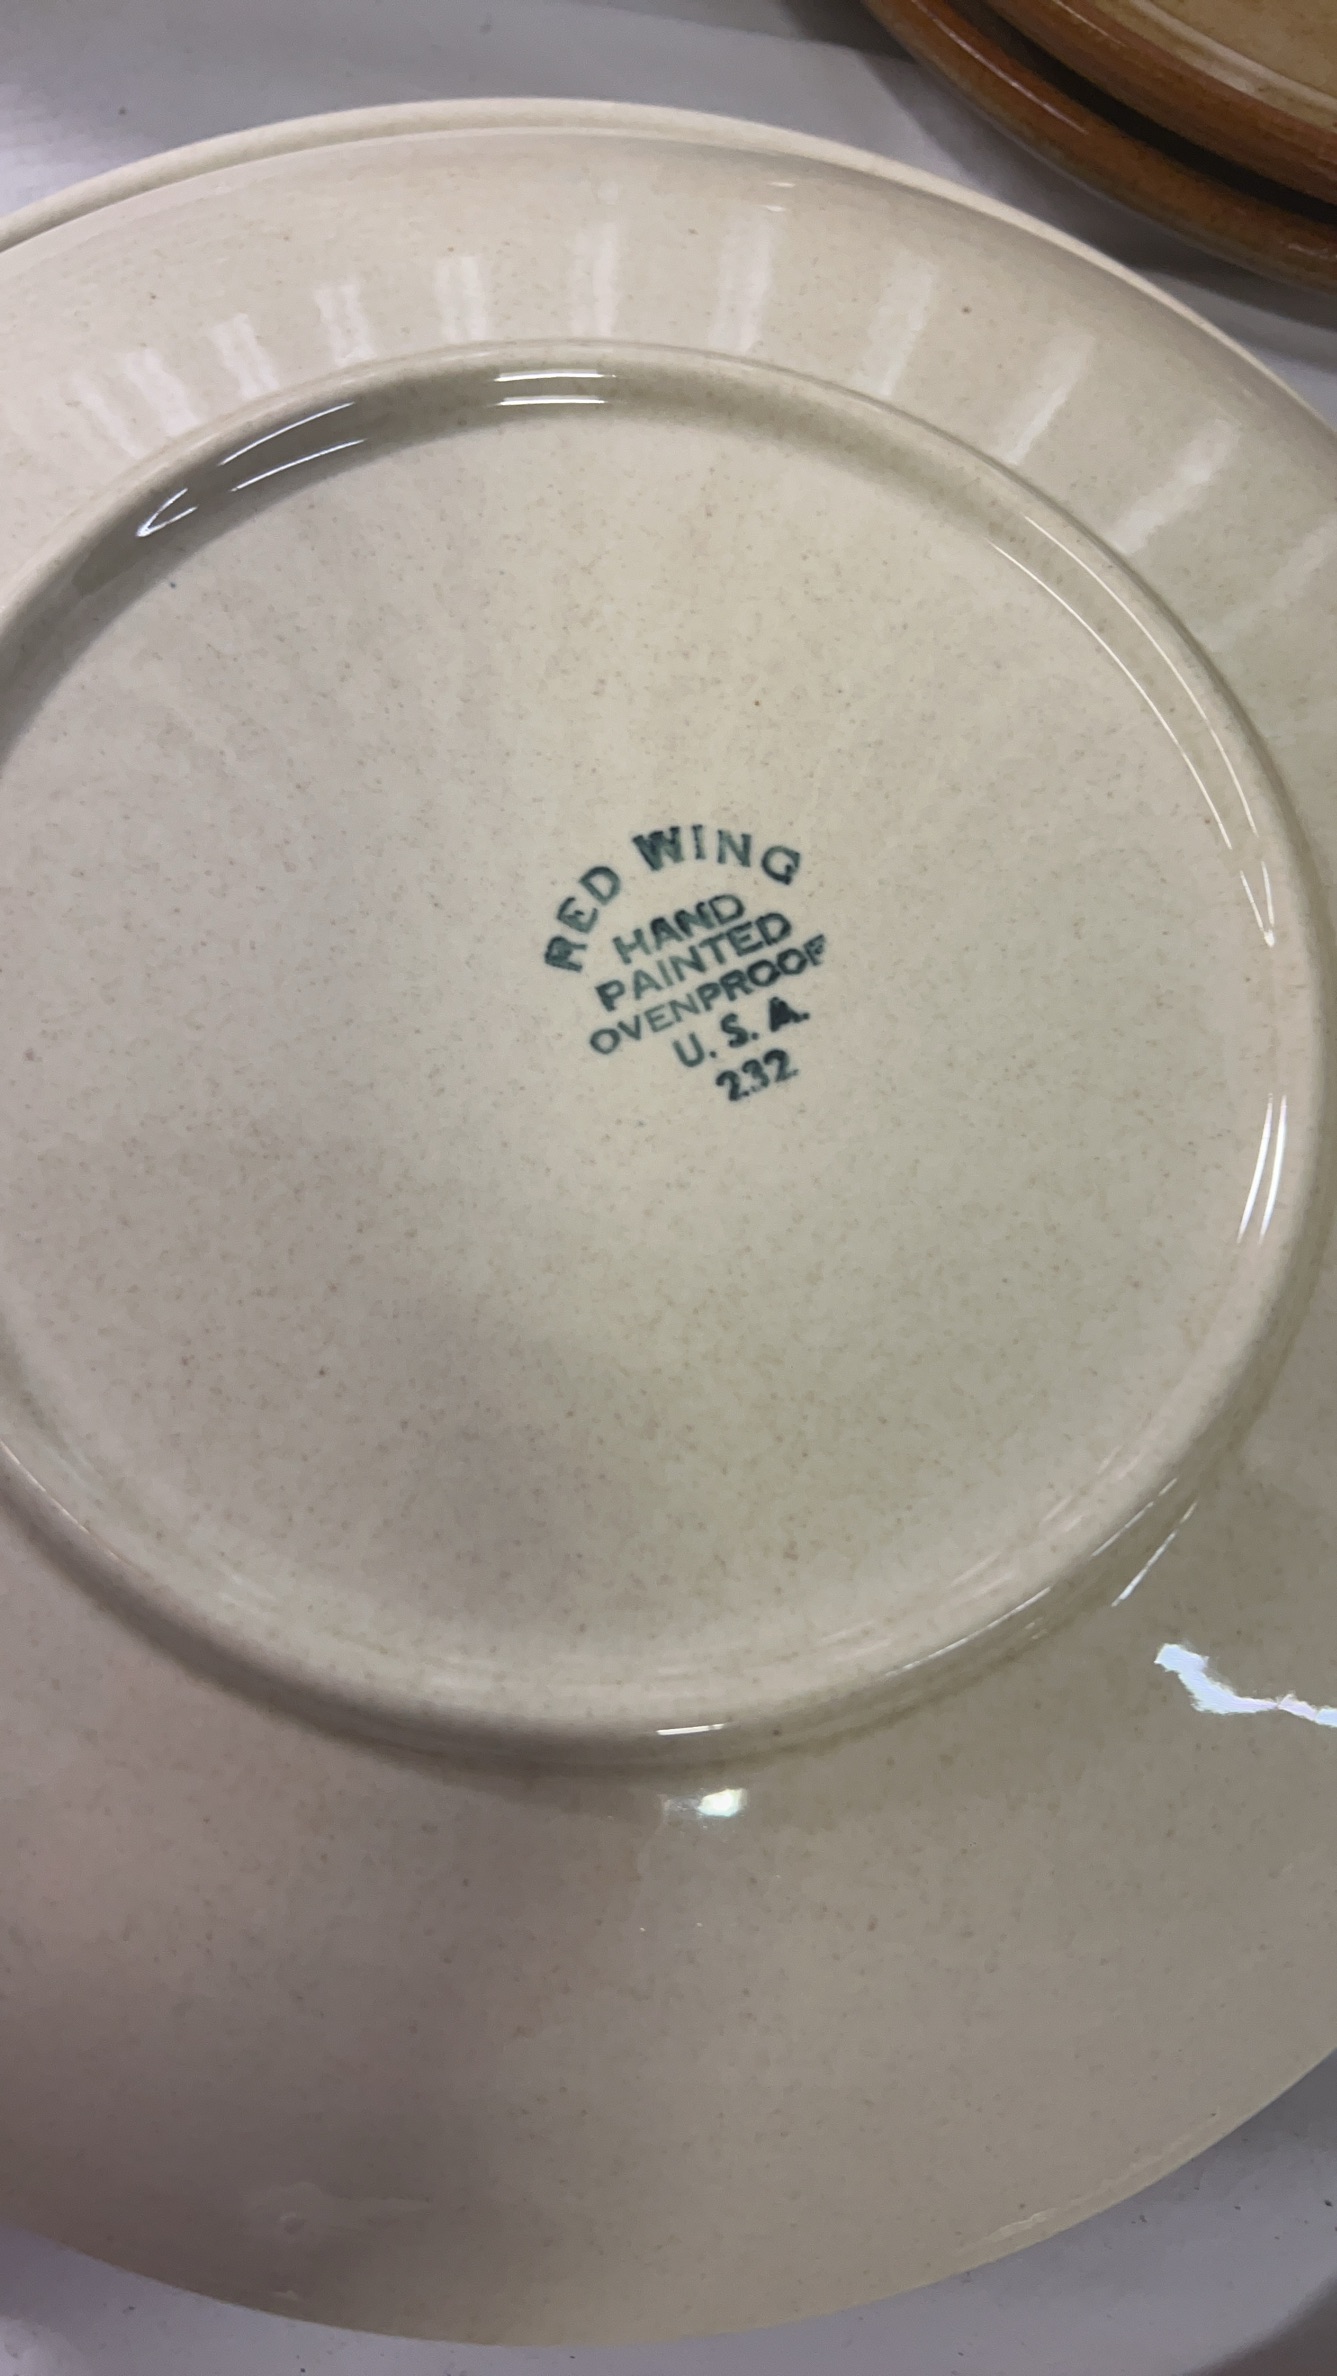 RED WING
HAND
PAINTED
OVENPROOF
U. S. A.
232